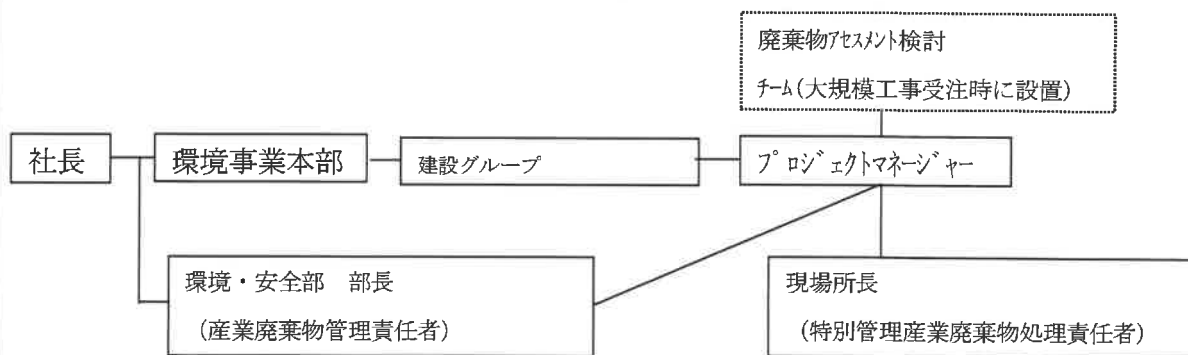 廃棄物アセスメント検討
チーム(大規模工事受注時に設置)
社長
環境事業本部
建設グループ
プロジェクトマネージャー
環境・安全部　部長
(産業廃棄物管理責任者)
現場所長
(特別管理産業廃棄物処理責任者)